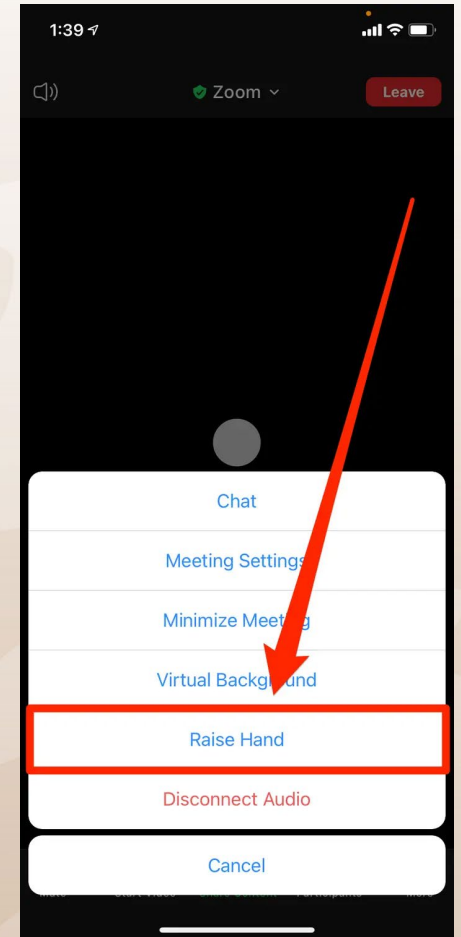 1:39
Zoom
Leave
Chat
Meeting Settings
Minimize Meeting
Virtual Background
Raise Hand
Disconnect Audio
Cancel